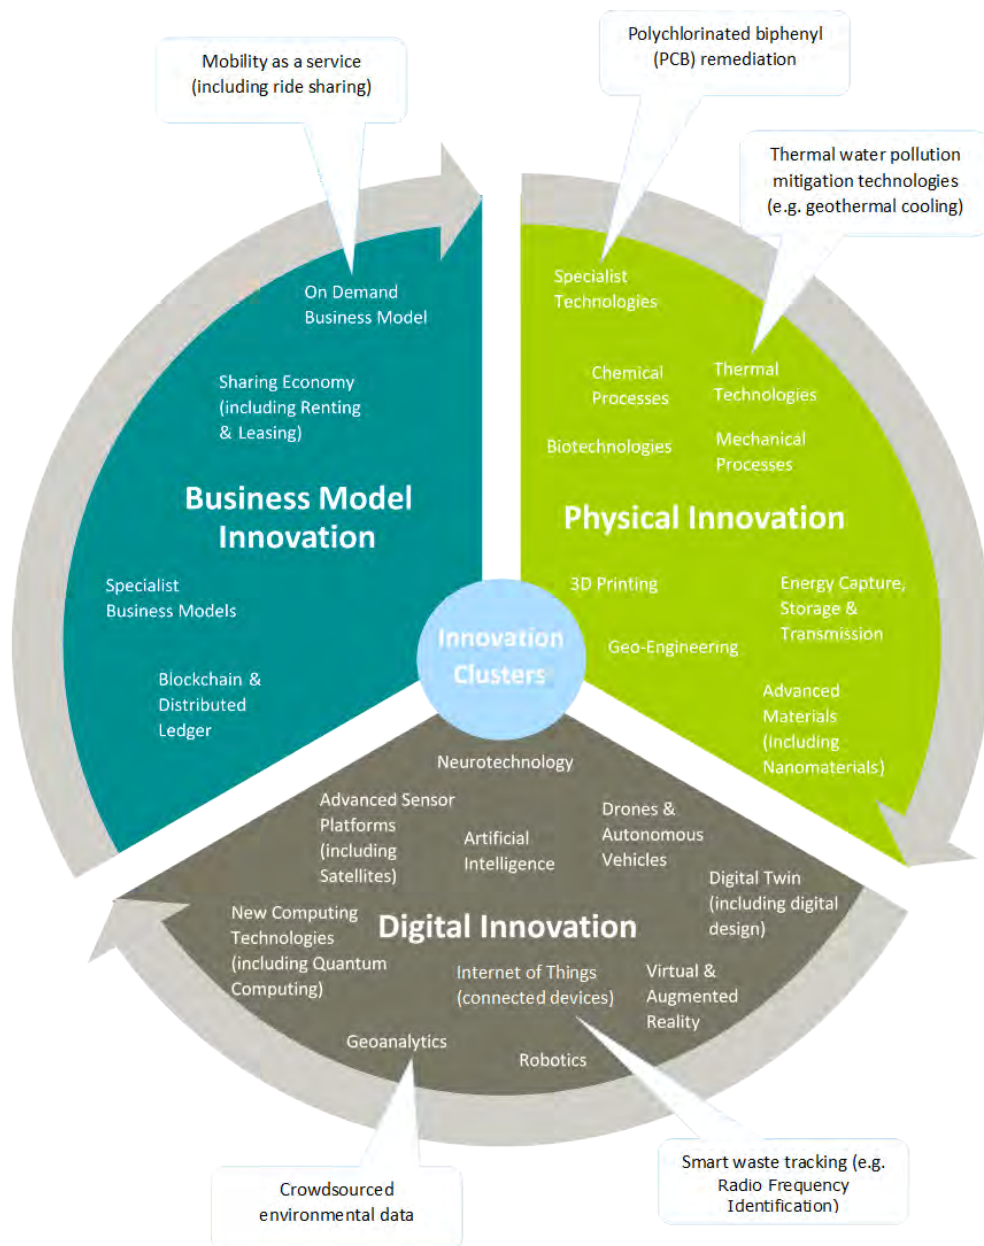 Mobility as a service
(including ride sharing)
Polychlorinated biphenyl
(PCB) remediation
Thermal water pollution
mitigation technologies
(e.g. geothermal cooling)
On Demand
Business Model
Sharing Economy
(including Renting
& Leasing)
Business Model
Innovation
Specialist
Business Models
Blockchain &
Distributed
Ledger
Specialist
Technologies
Chemical
Processes
Thermal
Technologies
Biotechnologies
Mechanical
Processes
Physical Innovation
3D Printing
Energy Capture,
Storage &
Transmission
Geo-Engineering
Advanced
Materials
(including
Nanomaterials)
Innovation
Clusters
Neurotechnology
Advanced Sensor
Platforms
(including
Satellites)
Artificial
Intelligence
Drones &
Autonomous
Vehicles
Digital Twin
(including digital
design)
New Computing
Technologies
(including Quantum
Computing)
Digital Innovation
Internet of Things
(connected devices)
Virtual &
Augmented
Reality
Geoanalytics
Robotics
Crowdsourced
environmental data
Smart waste tracking (e.g.
Radio Frequency
Identification)